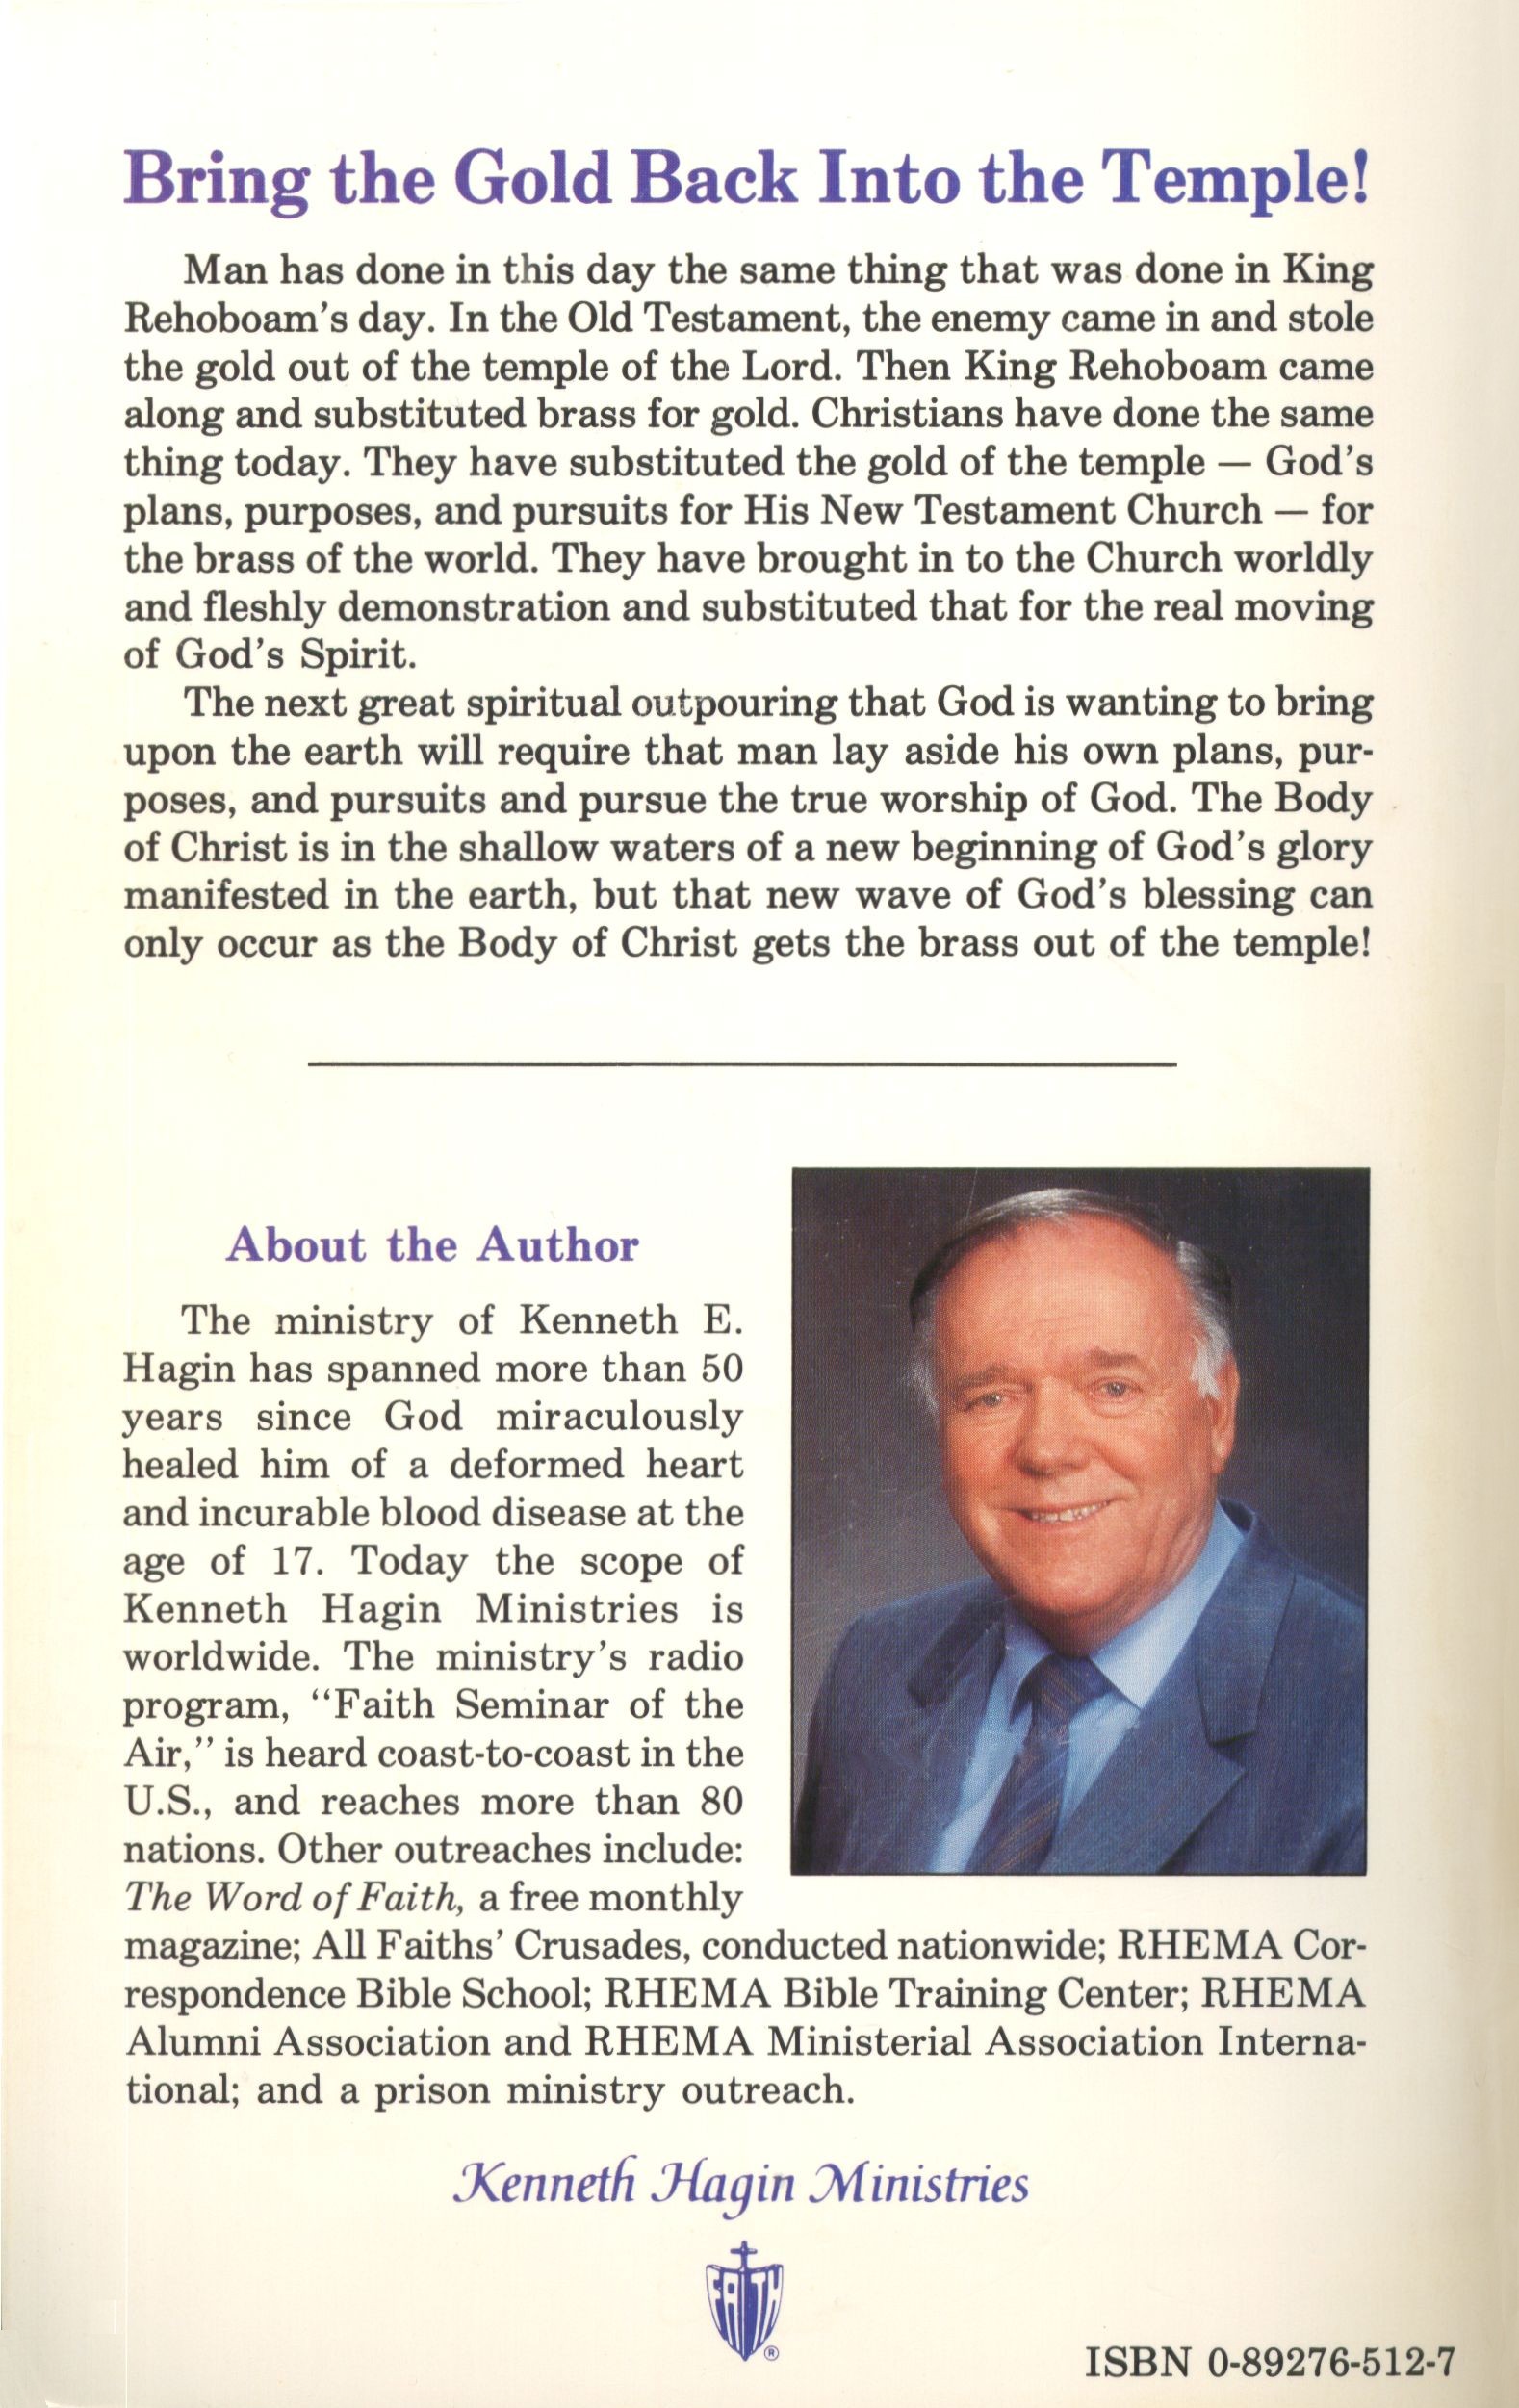 Bring the Gold Back Into the Temple!
Man has done in this day the same thing that was done in King
Rehoboam's day. In the Old Testament, the enemy came in and stole
the gold out of the temple of the Lord. Then King Rehoboam came
along and substituted brass for gold. Christians have done the same
thing today. They have substituted the gold of the temple — God's
plans, purposes, and pursuits for His New Testament Church — for
the brass of the world. They have brought in to the Church worldly
and fleshly demonstration and substituted that for the real moving
of God's Spirit.
The next great spiritual outpouring that God is wanting to bring
upon the earth will require that man lay aside his own plans, pur-
poses, and pursuits and pursue the true worship of God. The Body
of Christ is in the shallow waters of a new beginning of God's glory
manifested in the earth, but that new wave of God's blessing can
only occur as the Body of Christ gets the brass out of the temple!
About the Author
The ministry of Kenneth E.
Hagin has spanned more than 50
years since God miraculously
healed him of a deformed heart
and incurable blood disease at the
age of 17. Today the scope of
Kenneth Hagin Ministries is
worldwide. The ministry's radio
program, "Faith Seminar of the
Air," is heard coast-to-coast in the
U.S., and reaches more than 80
nations. Other outreaches include:
The Word of Faith, a free monthly
magazine; All Faiths' Crusades, conducted nationwide; RHEMA Cor-
respondence Bible School; RHEMA Bible Training Center; RHEMA
Alumni Association and RHEMA Ministerial Association Interna-
tional; and a prison ministry outreach.
Kenneth Hagin Ministries
FAITH
®
ISBN 0-89276-512-7